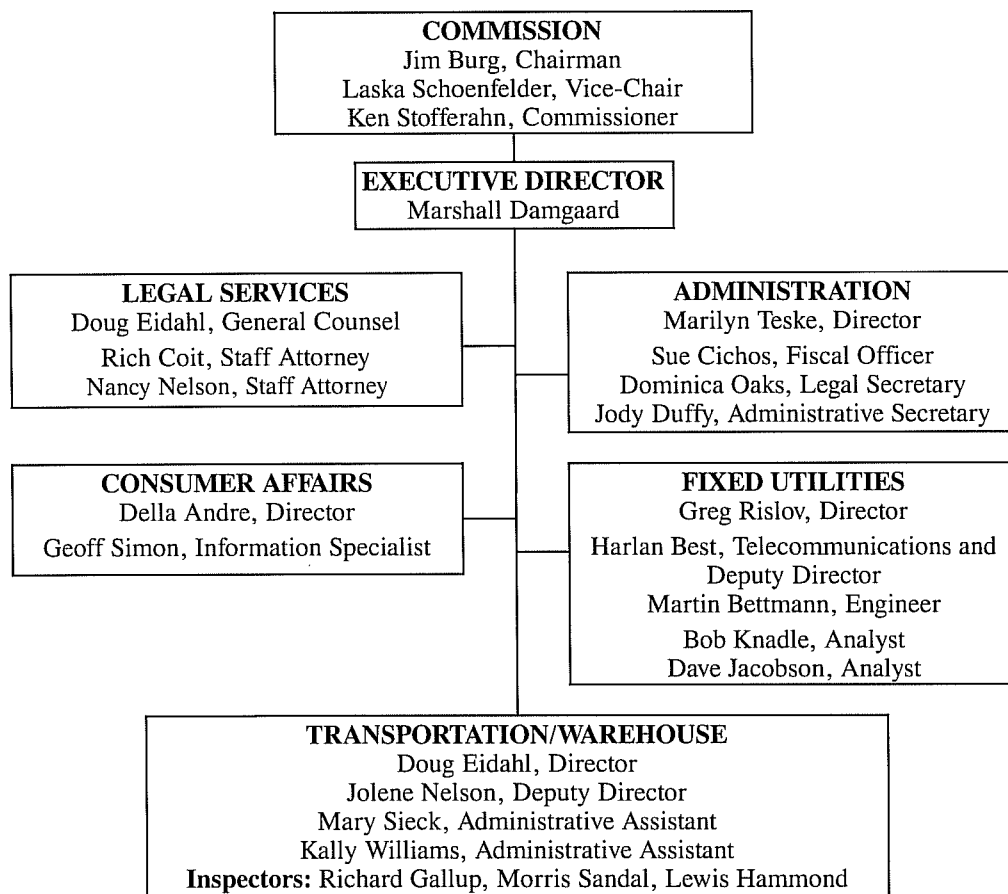 COMMISSION
Jim Burg, Chairman
Laska Schoenfelder, Vice-Chair
Ken Stofferahn, Commissioner
EXECUTIVE DIRECTOR
Marshall Damgaard
LEGAL SERVICES
Doug Eidahl, General Counsel
Rich Coit, Staff Attorney
Nancy Nelson, Staff Attorney
ADMINISTRATION
Marilyn Teske, Director
Sue Cichos, Fiscal Officer
Dominica Oaks, Legal Secretary
Jody Duffy, Administrative Secretary
CONSUMER AFFAIRS
Della Andre, Director
Geoff Simon, Information Specialist
FIXED UTILITIES
Greg Rislov, Director
Harlan Best, Telecommunications and
Deputy Director
Martin Bettmann, Engineer
Bob Knadle, Analyst
Dave Jacobson, Analyst
TRANSPORTATION/WAREHOUSE
Doug Eidahl, Director
Jolene Nelson, Deputy Director
Mary Sieck, Administrative Assistant
Kally Williams, Administrative Assistant
Inspectors: Richard Gallup, Morris Sandal, Lewis Hammond